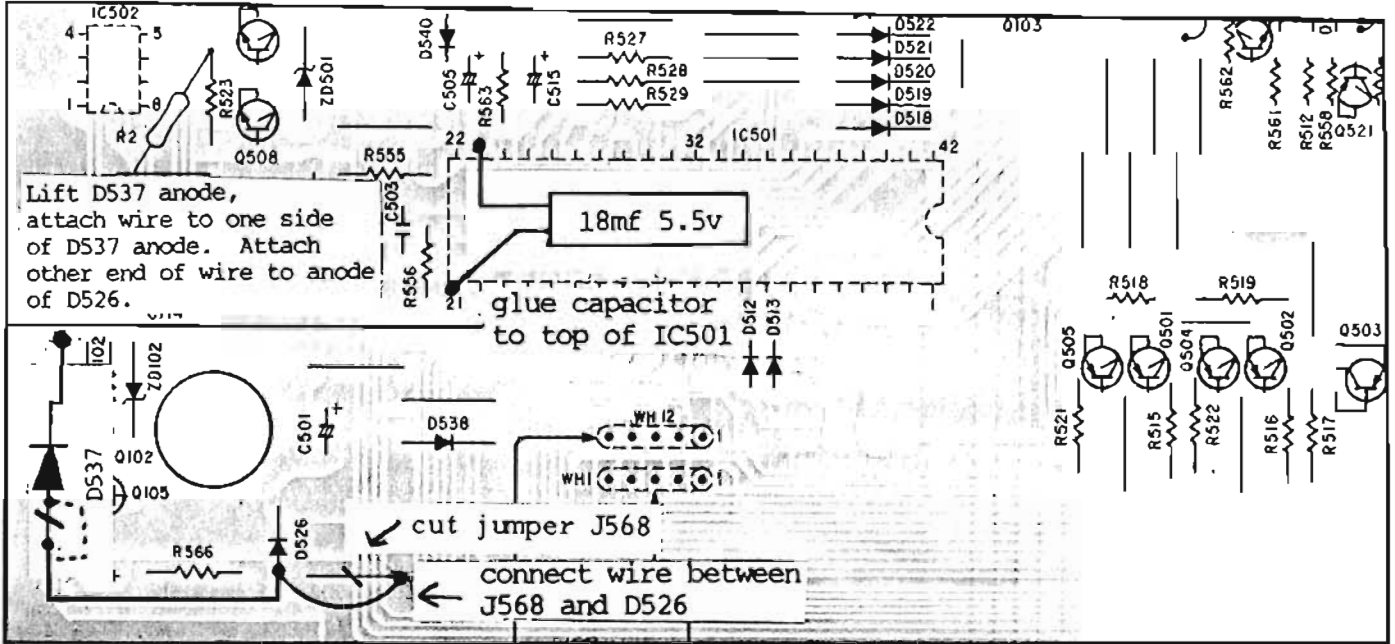 IC502
4
5
1
8
R2
R523
Q508
ZD501
D540
C505
+
R563
C515
+
R527
R528
R529
D522
D521
D520
D519
D518
Q103
R562
R561
R512
R558
Q521
22
32
IC501
42
R555
C503
R556
21
Lift D537 anode,
attach wire to one side
of D537 anode. Attach
other end of wire to anode
of D526.
18mf 5.5v
glue capacitor
to top of IC501
D512
D513
R518
R519
Q505
Q501
Q504
Q502
Q503
R521
R515
R522
R516
R517
ZD102
D537
Q102
Q105
C501
+
D538
WH12
1
WH1
R566
D526
cut jumper J568
connect wire between
J568 and D526